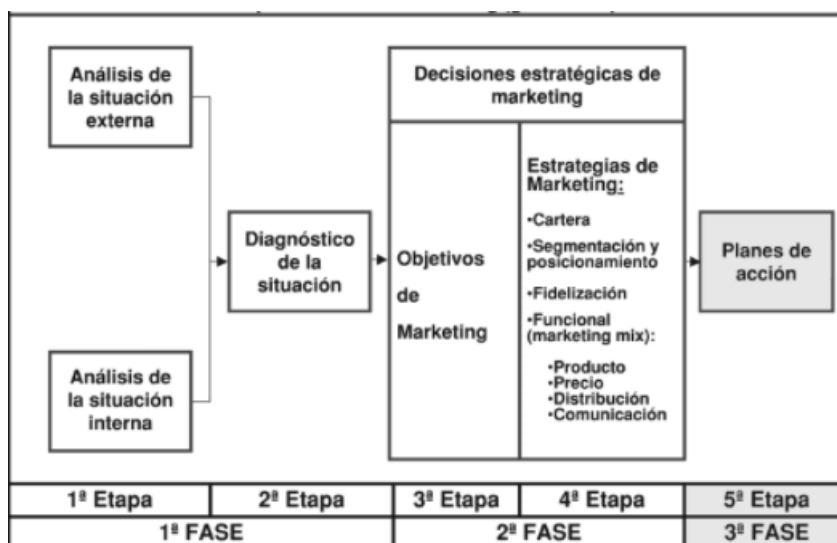 Análisis de
la situación
externa
Análisis de
la situación
interna
Diagnóstico
de la
situación
Decisiones estratégicas de
marketing
Objetivos
de
Marketing
Estrategias de
Marketing:
•Cartera
•Segmentación y
posicionamiento
•Fidelización
•Funcional
(marketing mix):
•Producto
•Precio
•Distribución
•Comunicación
Planes de
acción
1ª Etapa 2ª Etapa 3ª Etapa 4ª Etapa 5ª Etapa
1ª FASE 2ª FASE 3ª FASE